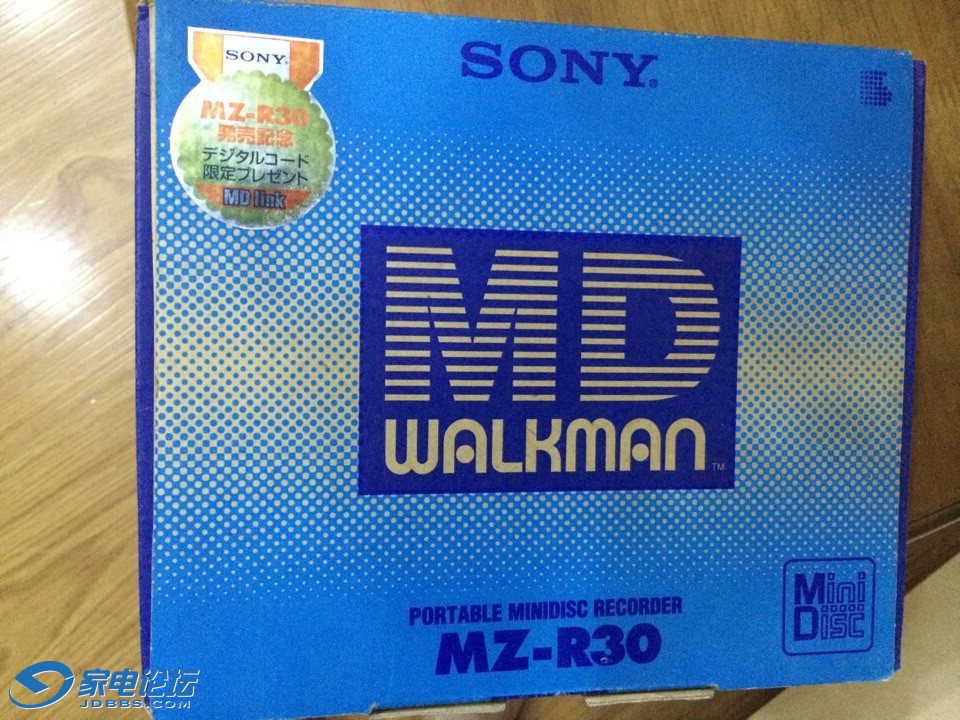 SONY
SONY
MZ-R30
発売記念
デジタルコード
限定プレゼント
MD link
MD
WALKMAN
TM
Mini
Disc
PORTABLE MINIDISC RECORDER
MZ-R30
家电论坛
JDBBS.COM